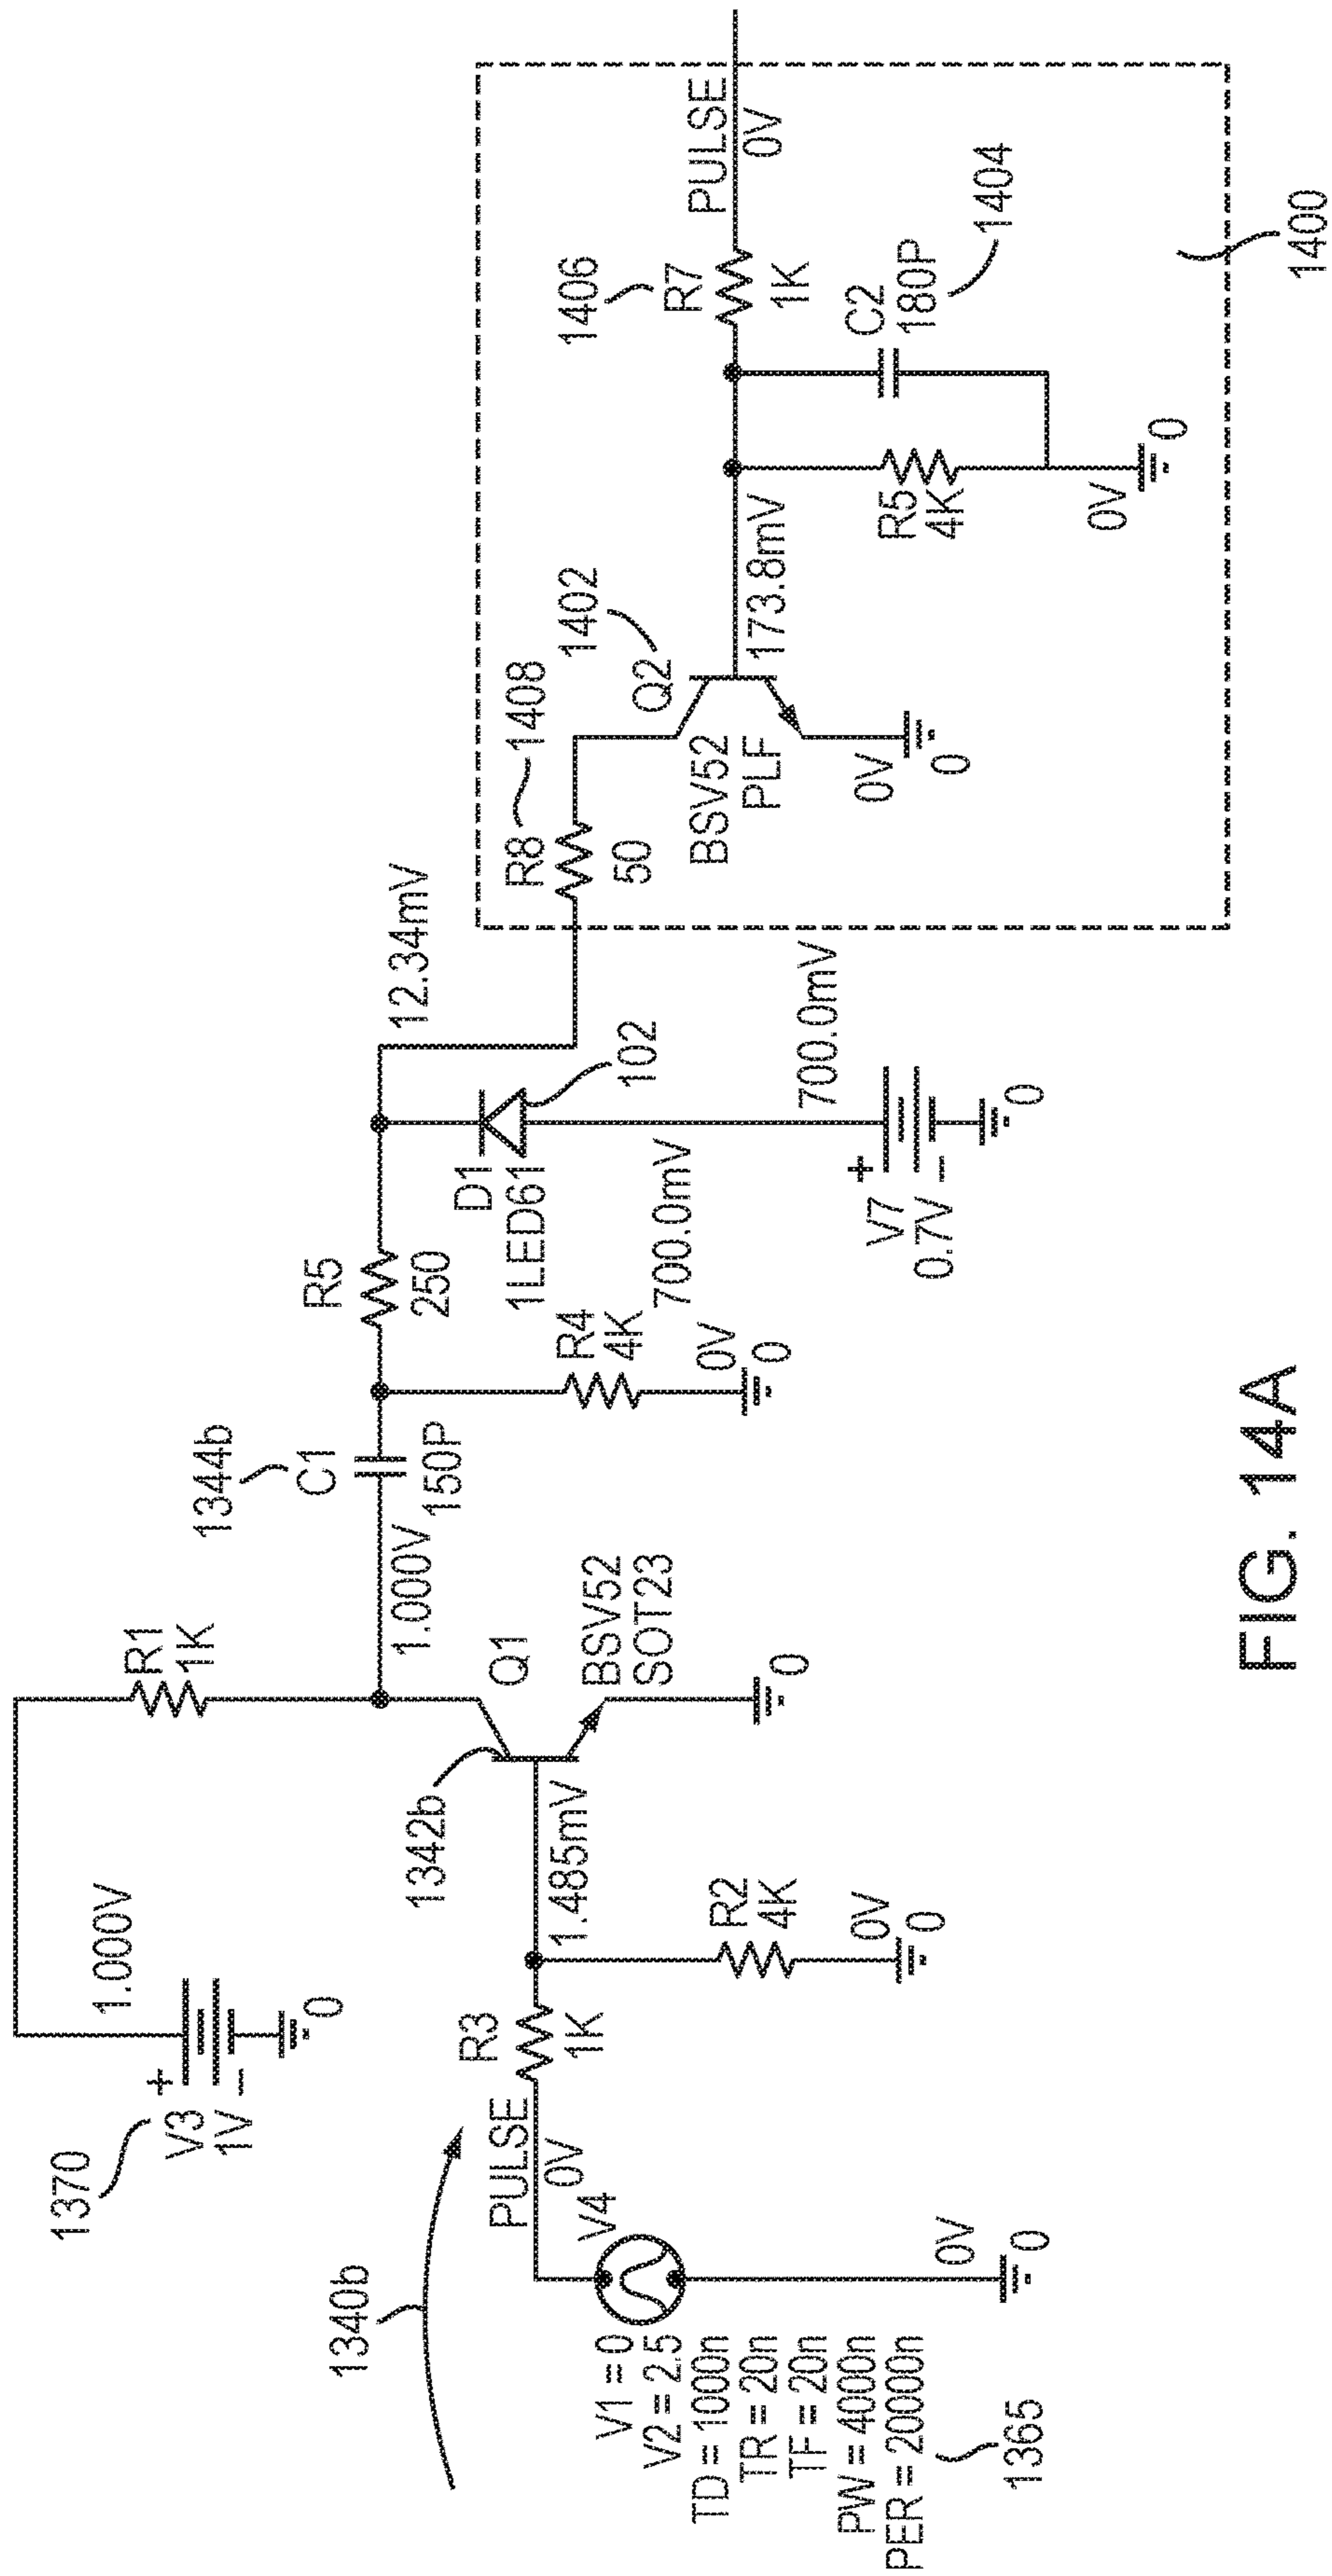 1370
V3
1V
1.000V
R1
1K
1340b
PULSE
0V
V4
V1 = 0
V2 = 2.5
TD = 1000n
TR = 20n
TF = 20n
PW = 4000n
PER = 20000n
1365
0V
0
R3
1K
1.485mV
R2
4K
0V
0
0
1342b
Q1
BSV52
SOT23
0
1.000V
1344b
C1
150P
R4
4K
0V
0
R5
250
D1
1LED61
102
700.0mV
700.0mV
V7
0.7V
0
12.34mV
R8
50
1408
1402
Q2
BSV52
PLF
0V
0
173.8mV
R5
4K
0V
0
C2
180P
1404
1406
R7
1K
PULSE
0V
1400
FIG. 14A